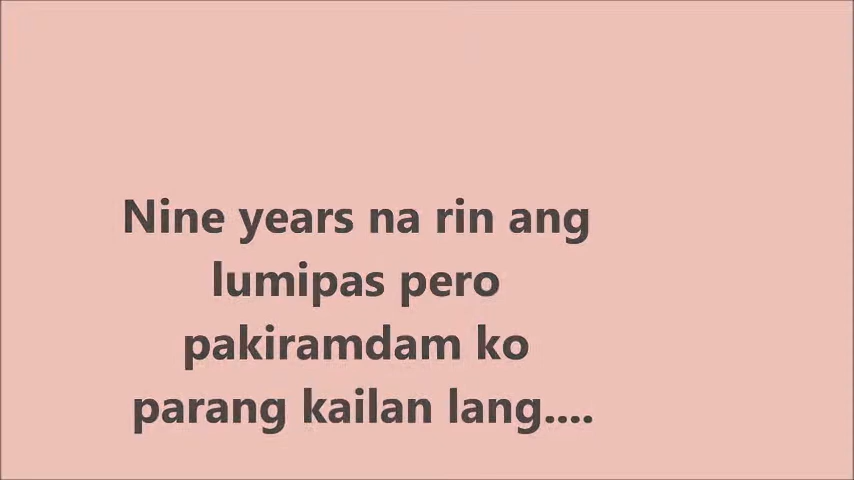 Nine years na rin ang
lumipas pero
pakiramdam ko
parang kailan lang....